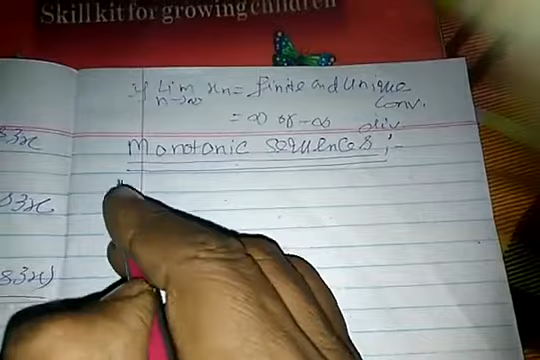 Skill kit for growing children
if Lim n→∞ xn = finite and unique conv.
= ∞ or -∞ div
Monotonic sequences :-